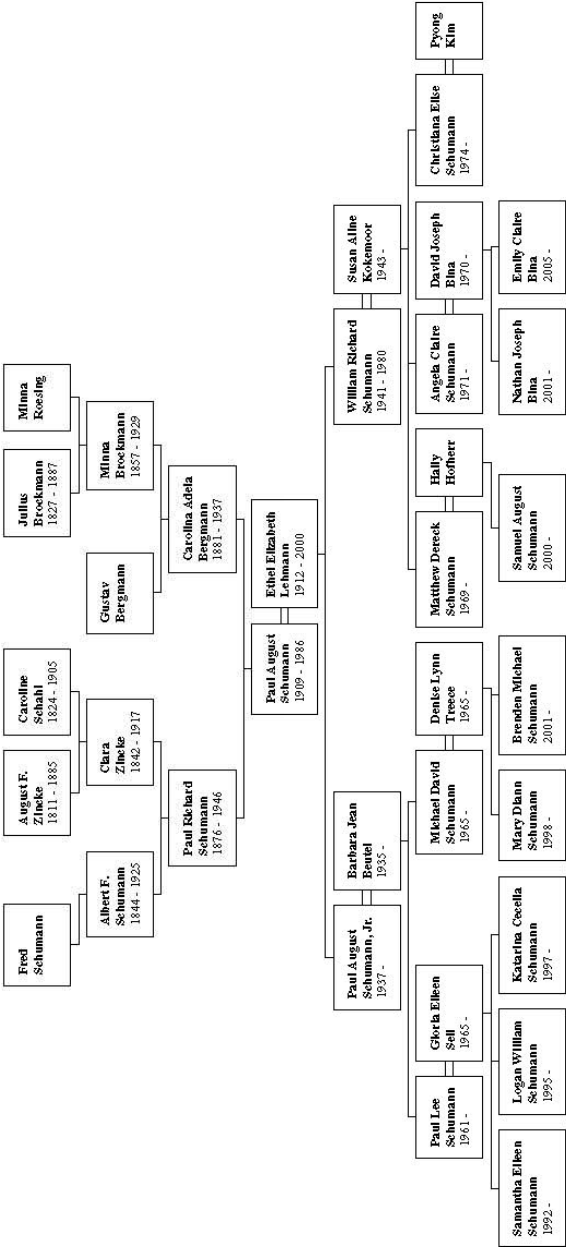 Fred
Schumann
August F.
Zincke
1811 - 1885
Caroline
Schahl
1824 - 1905
Julius
Brockmann
1827 - 1887
Minna
Roesing
Albert F.
Schumann
1844 - 1925
Clara
Zincke
1842 - 1917
Gustav
Bergmann
Minna
Brockmann
1857 - 1929
Paul Richard
Schumann
1876 - 1946
Carolina Adela
Bergmann
1881 - 1937
Paul August
Schumann
1909 - 1986
Ethel Elizabeth
Lehmann
1912 - 2000
Paul August
Schumann, Jr.
1937 -
Barbara Jean
Beutel
1935 -
William Richard
Schumann
1941 - 1980
Susan Aline
Kokemoor
1943 -
Paul Lee
Schumann
1961 -
Gloria Eileen
Sell
1965 -
Michael David
Schumann
1965 -
Denise Lynn
Treece
1965 -
Matthew Dereck
Schumann
1969 -
Hally
Hofherr
Angela Claire
Schumann
1971 -
David Joseph
Bina
1970 -
Christiana Elise
Schumann
1974 -
Pyong
Kim
Samantha Eileen
Schumann
1992 -
Logan William
Schumann
1995 -
Katarina Cecelia
Schumann
1997 -
Mary Diann
Schumann
1998 -
Brenden Michael
Schumann
2001 -
Samuel August
Schumann
2000 -
Nathan Joseph
Bina
2001 -
Emily Claire
Bina
2005 -